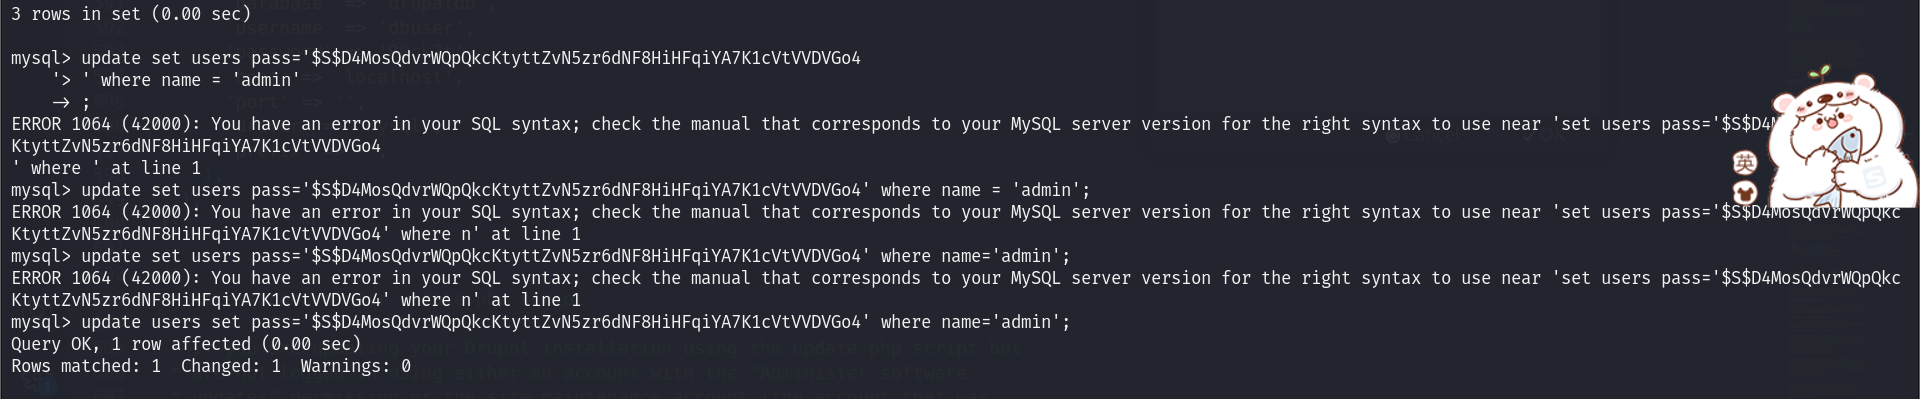 3 rows in set (0.00 sec)
mysql> update set users pass='$S$D4MosQdvrWQpQkcKtyttZvN5zr6dNF8HiHFqiYA7K1cVtVVDVGo4
'> ' where name = 'admin'
-> ;
ERROR 1064 (42000): You have an error in your SQL syntax; check the manual that corresponds to your MySQL server version for the right syntax to use near 'set users pass='$S$D4M
KtyttZvN5zr6dNF8HiHFqiYA7K1cVtVVDVGo4
' where ' at line 1
英
mysql> update set users pass='$S$D4MosQdvrWQpQkcKtyttZvN5zr6dNF8HiHFqiYA7K1cVtVVDVGo4' where name = 'admin';
ERROR 1064 (42000): You have an error in your SQL syntax; check the manual that corresponds to your MySQL server version for the right syntax to use near 'set users pass='$S$D4MosQdvrWQpQkc
KtyttZvN5zr6dNF8HiHFqiYA7K1cVtVVDVGo4' where n' at line 1
mysql> update set users pass='$S$D4MosQdvrWQpQkcKtyttZvN5zr6dNF8HiHFqiYA7K1cVtVVDVGo4' where name='admin';
ERROR 1064 (42000): You have an error in your SQL syntax; check the manual that corresponds to your MySQL server version for the right syntax to use near 'set users pass='$S$D4MosQdvrWQpQkc
KtyttZvN5zr6dNF8HiHFqiYA7K1cVtVVDVGo4' where n' at line 1
mysql> update users set pass='$S$D4MosQdvrWQpQkcKtyttZvN5zr6dNF8HiHFqiYA7K1cVtVVDVGo4' where name='admin';
Query OK, 1 row affected (0.00 sec)
Rows matched: 1  Changed: 1  Warnings: 0